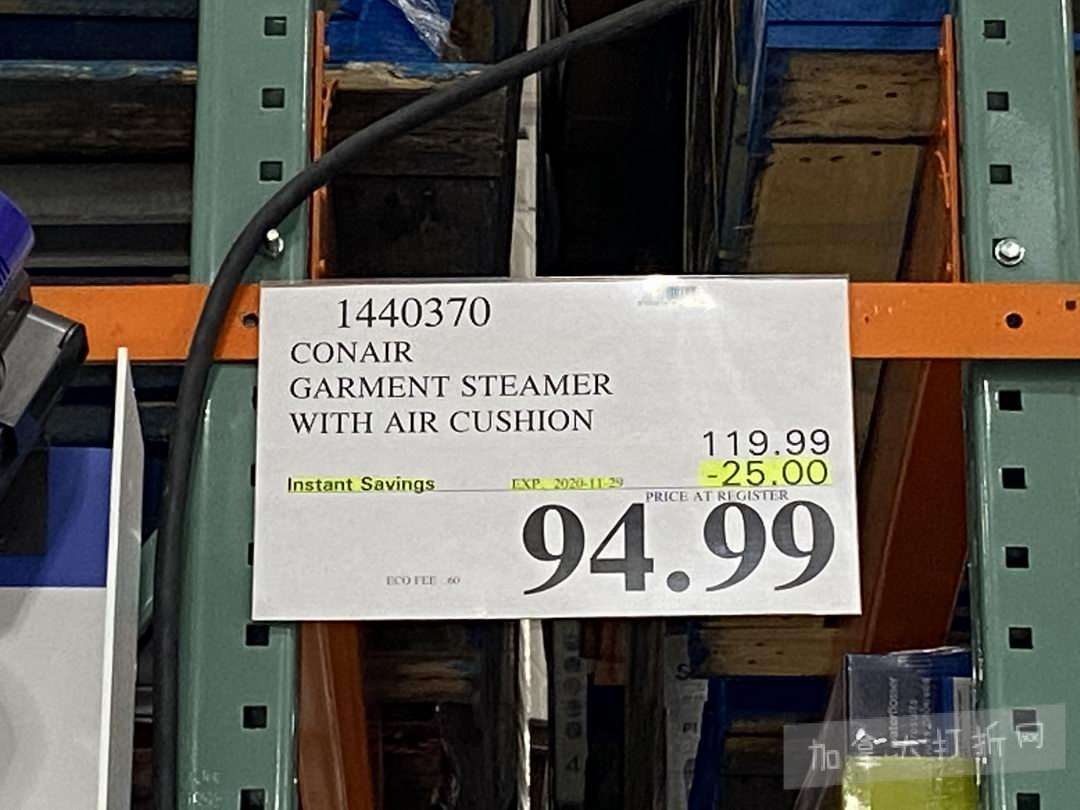 1440370
CONAIR
GARMENT STEAMER
WITH AIR CUSHION
119.99
Instant Savings EXP. 2020-11-29 -25.00
PRICE AT REGISTER
94.99
ECO FEE .60
加拿大打折网